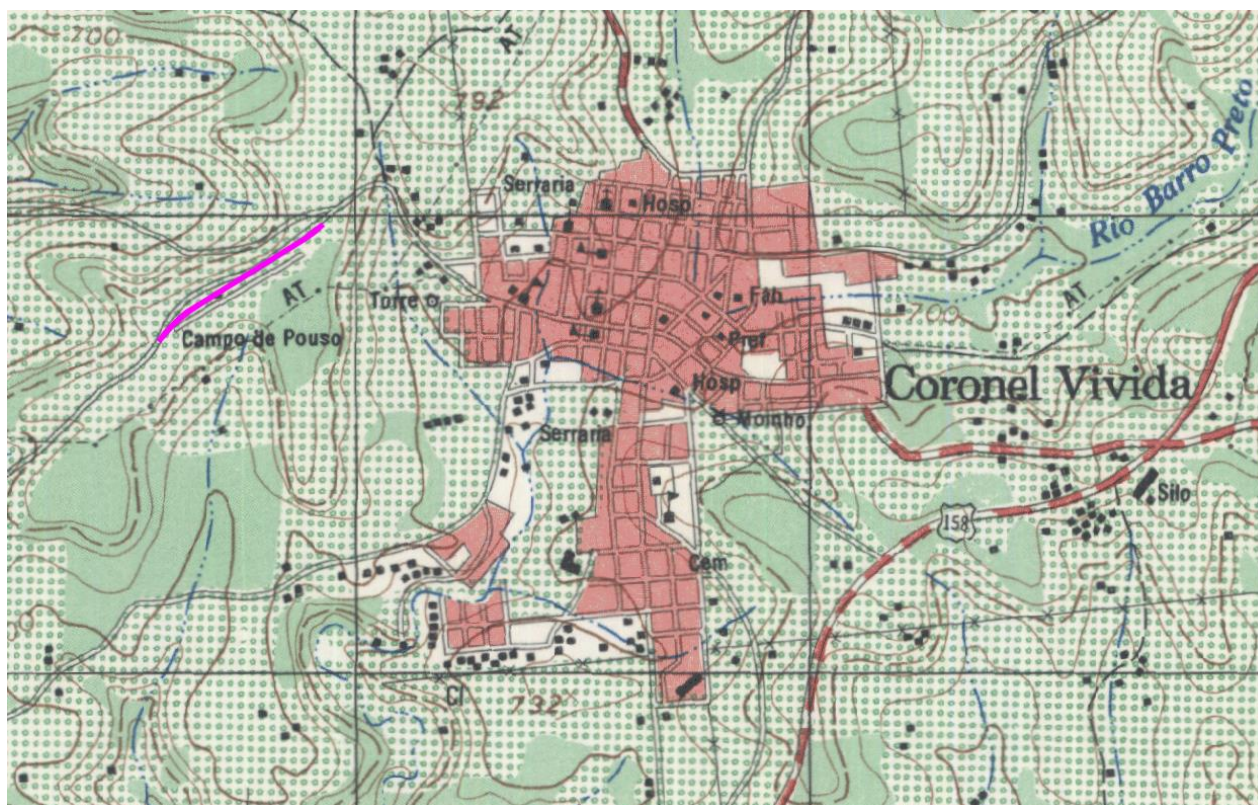 700
AT
792
Serraria
Hosp
Rio Barro Preto
AT
Torre
Fab
AT
700
Campo de Pouso
Pref
Hosp
Coronel Vivida
Moinho
Serraria
Silo
158
Cem
Cl
732